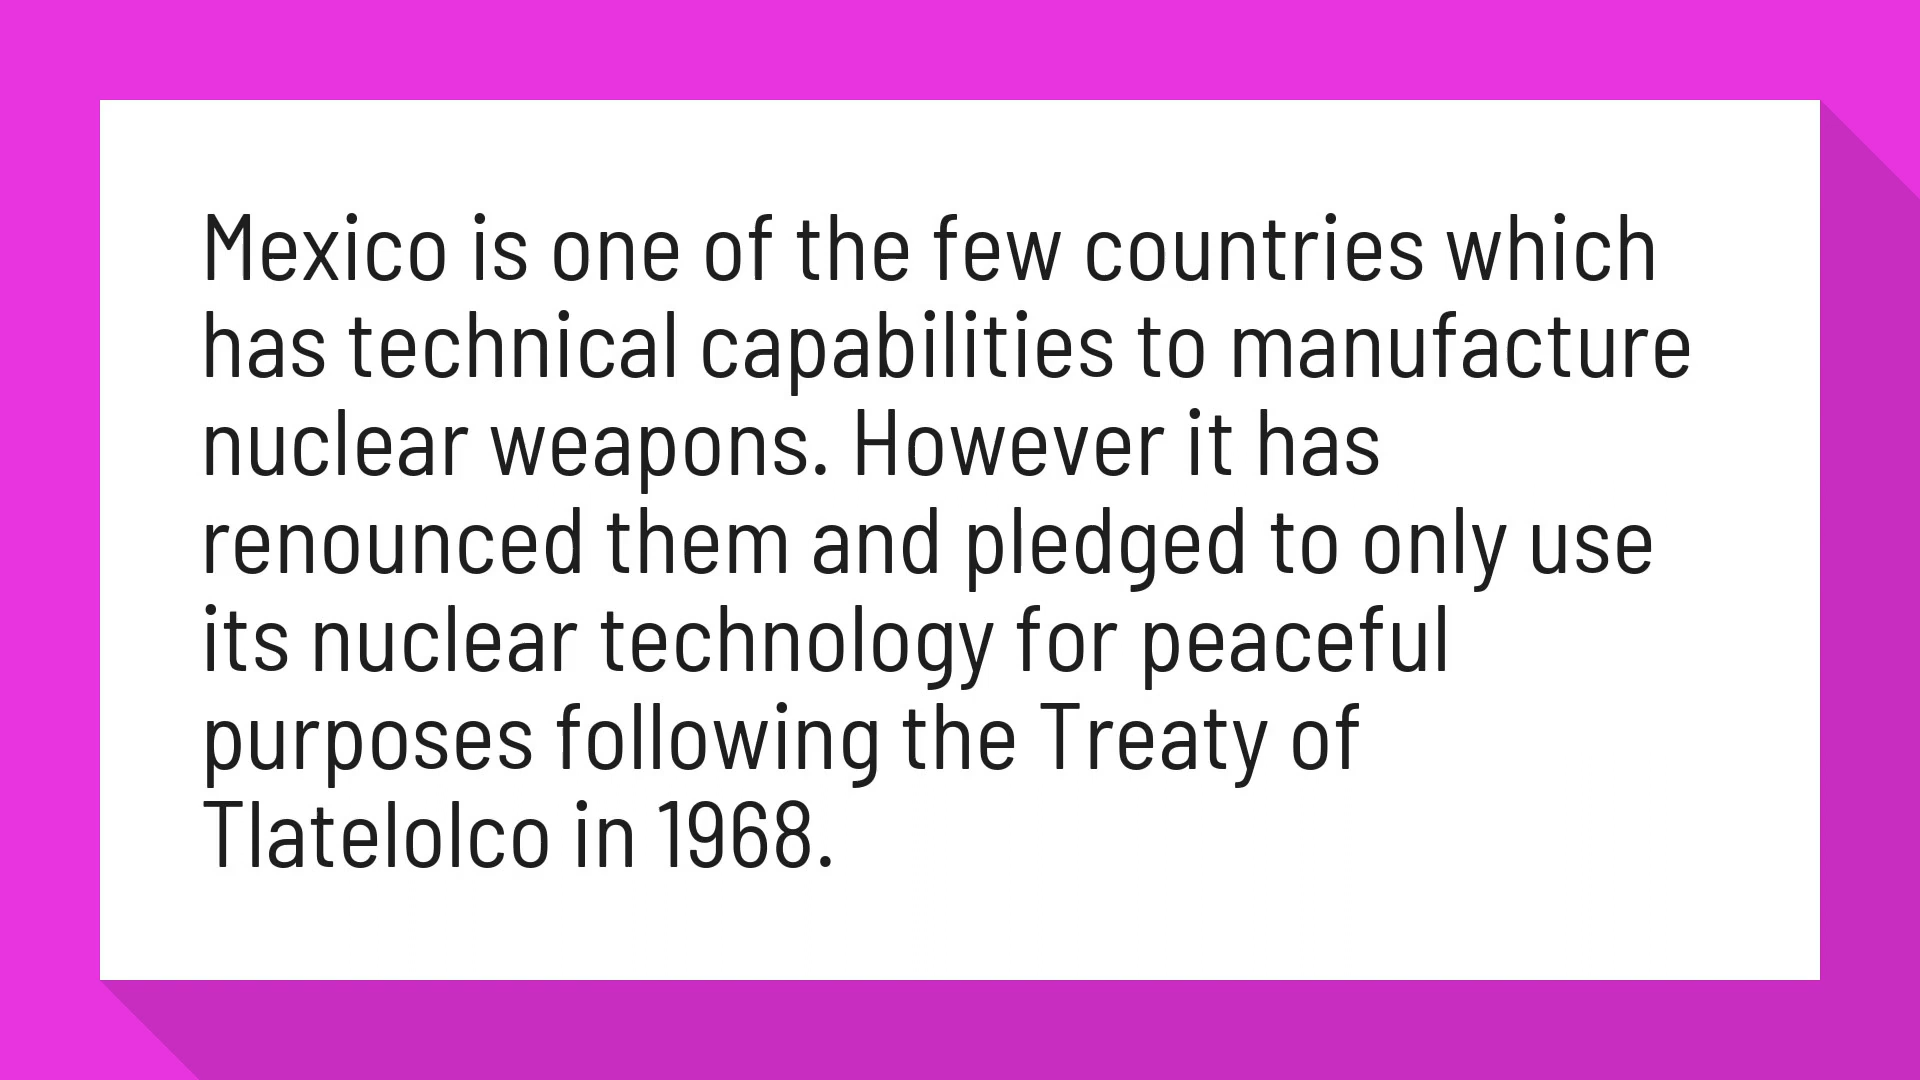 Mexico is one of the few countries which
has technical capabilities to manufacture
nuclear weapons. However it has
renounced them and pledged to only use
its nuclear technology for peaceful
purposes following the Treaty of
Tlatelolco in 1968.